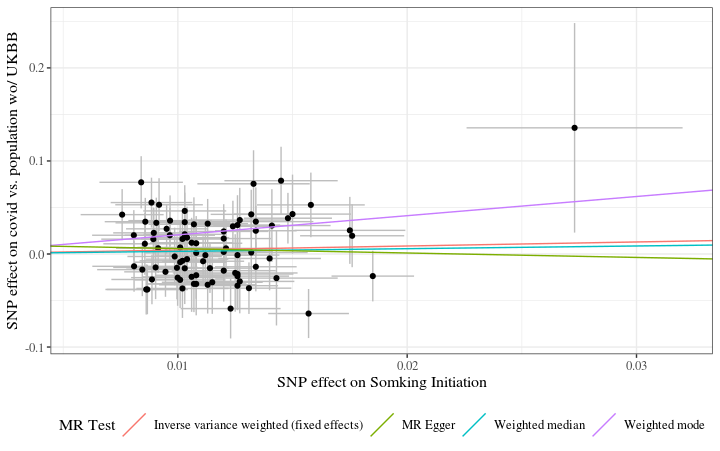 SNP effect on covid vs. population wo/ UKBB
0.2
0.1
0.0
-0.1
0.01
0.02
0.03
SNP effect on Somking Initiation
MR Test
Inverse variance weighted (fixed effects)
MR Egger
Weighted median
Weighted mode